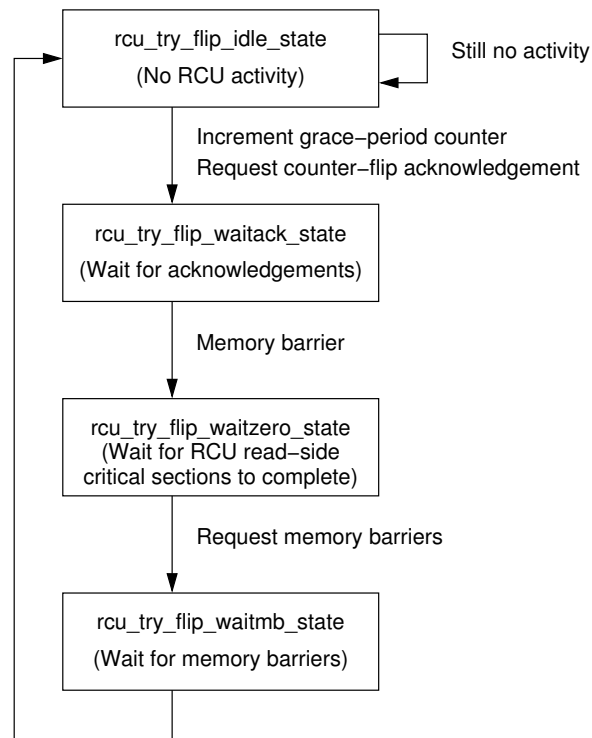 rcu_try_flip_idle_state
(No RCU activity)
Still no activity
Increment grace−period counter
Request counter−flip acknowledgement
rcu_try_flip_waitack_state
(Wait for acknowledgements)
Memory barrier
rcu_try_flip_waitzero_state
(Wait for RCU read−side
critical sections to complete)
Request memory barriers
rcu_try_flip_waitmb_state
(Wait for memory barriers)